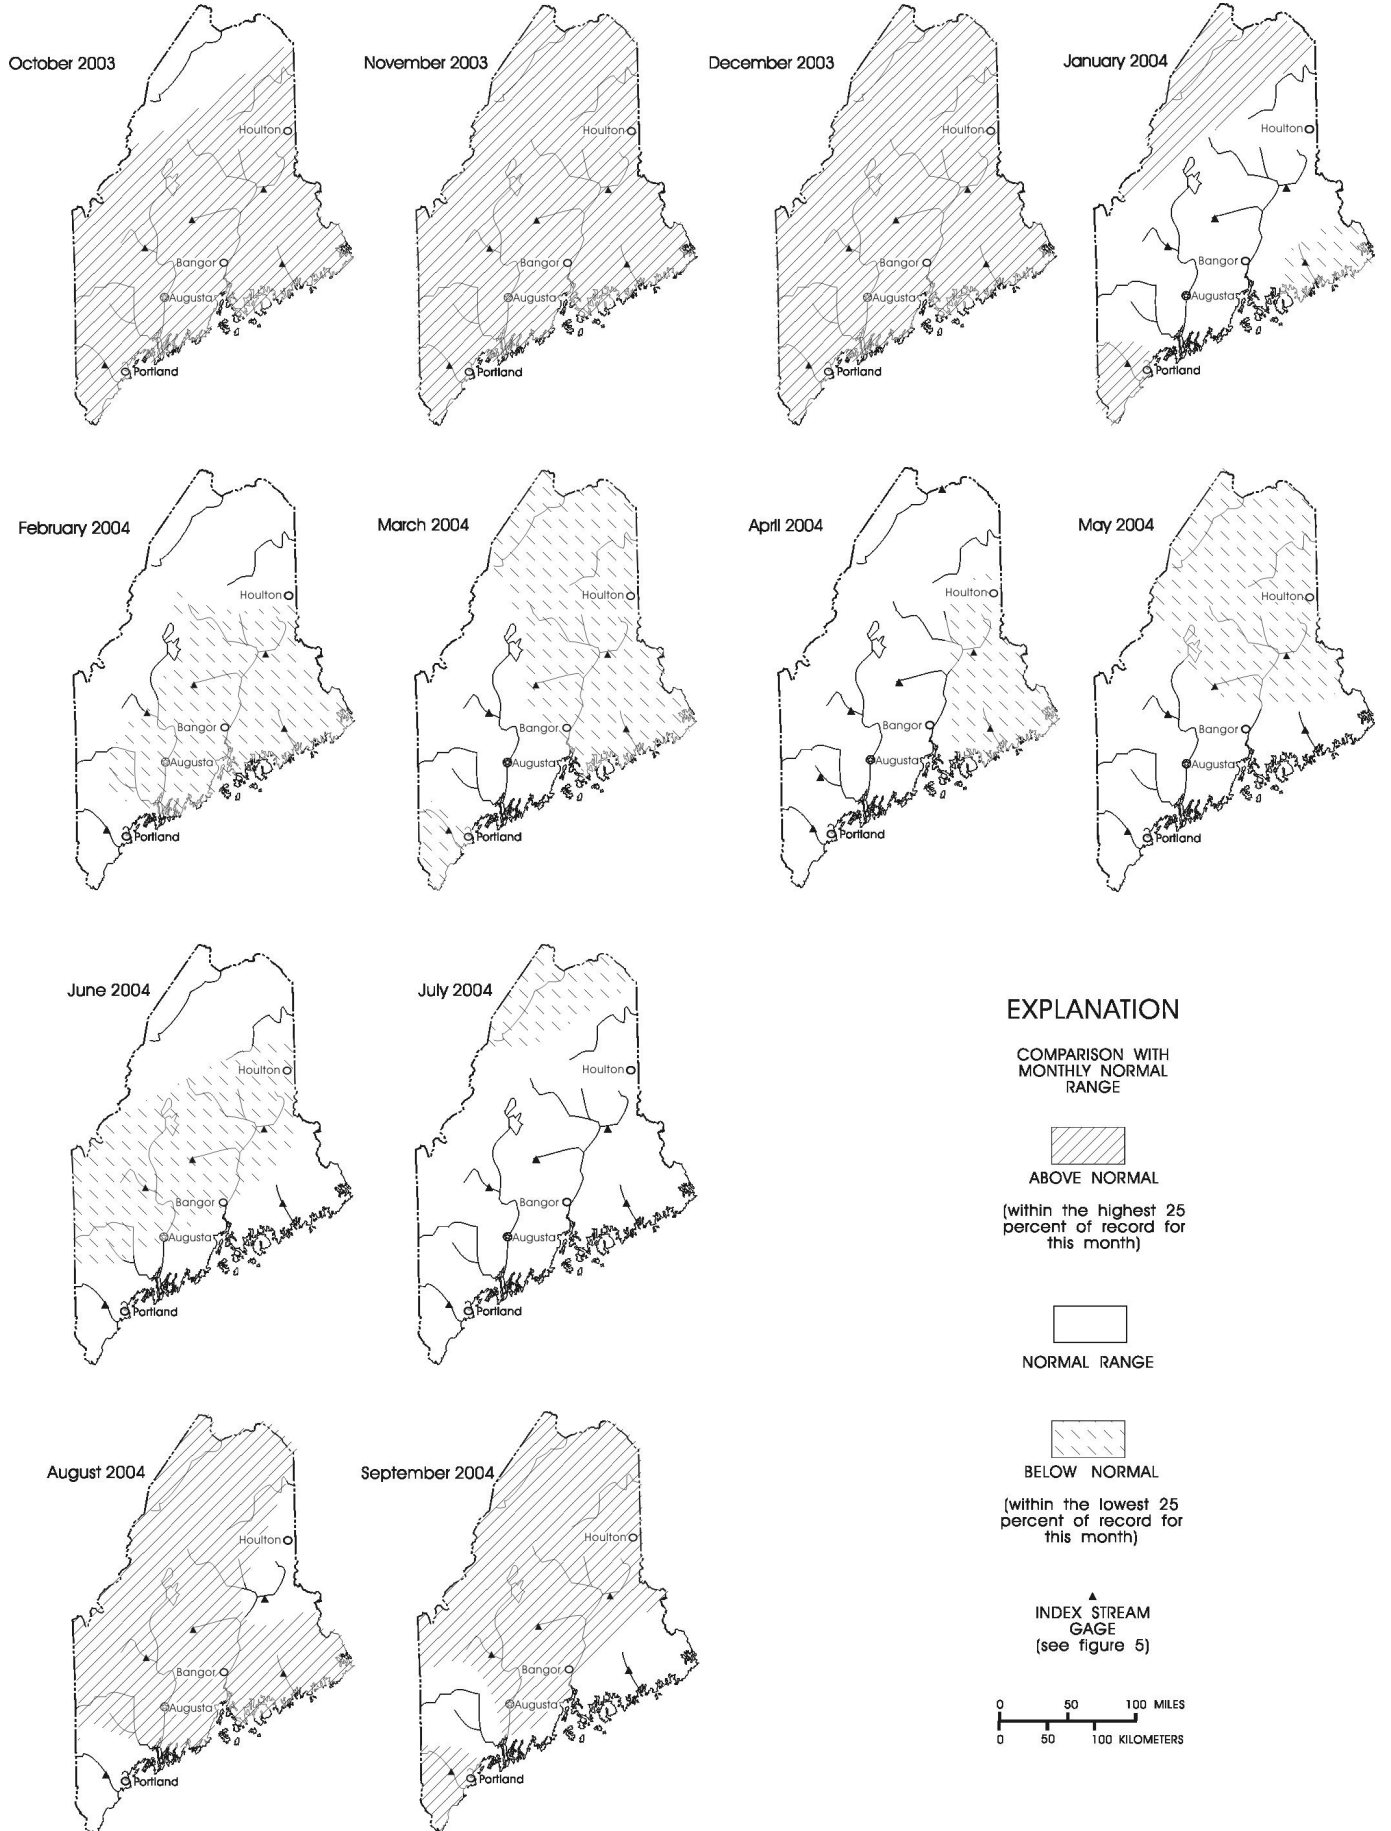 October 2003
Houlton
Bangor
Augusta
Portland
November 2003
Houlton
Bangor
Augusta
Portland
December 2003
Houlton
Bangor
Augusta
Portland
January 2004
Houlton
Bangor
Augusta
Portland
February 2004
Houlton
Bangor
Augusta
Portland
March 2004
Houlton
Bangor
Augusta
Portland
April 2004
Houlton
Bangor
Augusta
Portland
May 2004
Houlton
Bangor
Augusta
Portland
June 2004
Houlton
Bangor
Augusta
Portland
July 2004
Houlton
Bangor
Augusta
Portland
August 2004
Houlton
Bangor
Augusta
Portland
September 2004
Houlton
Bangor
Augusta
Portland
EXPLANATION
COMPARISON WITH
MONTHLY NORMAL
RANGE
ABOVE NORMAL
(within the highest 25
percent of record for
this month)
NORMAL RANGE
BELOW NORMAL
(within the lowest 25
percent of record for
this month)
INDEX STREAM
GAGE
(see figure 5)
0 50 100 MILES
0 50 100 KILOMETERS